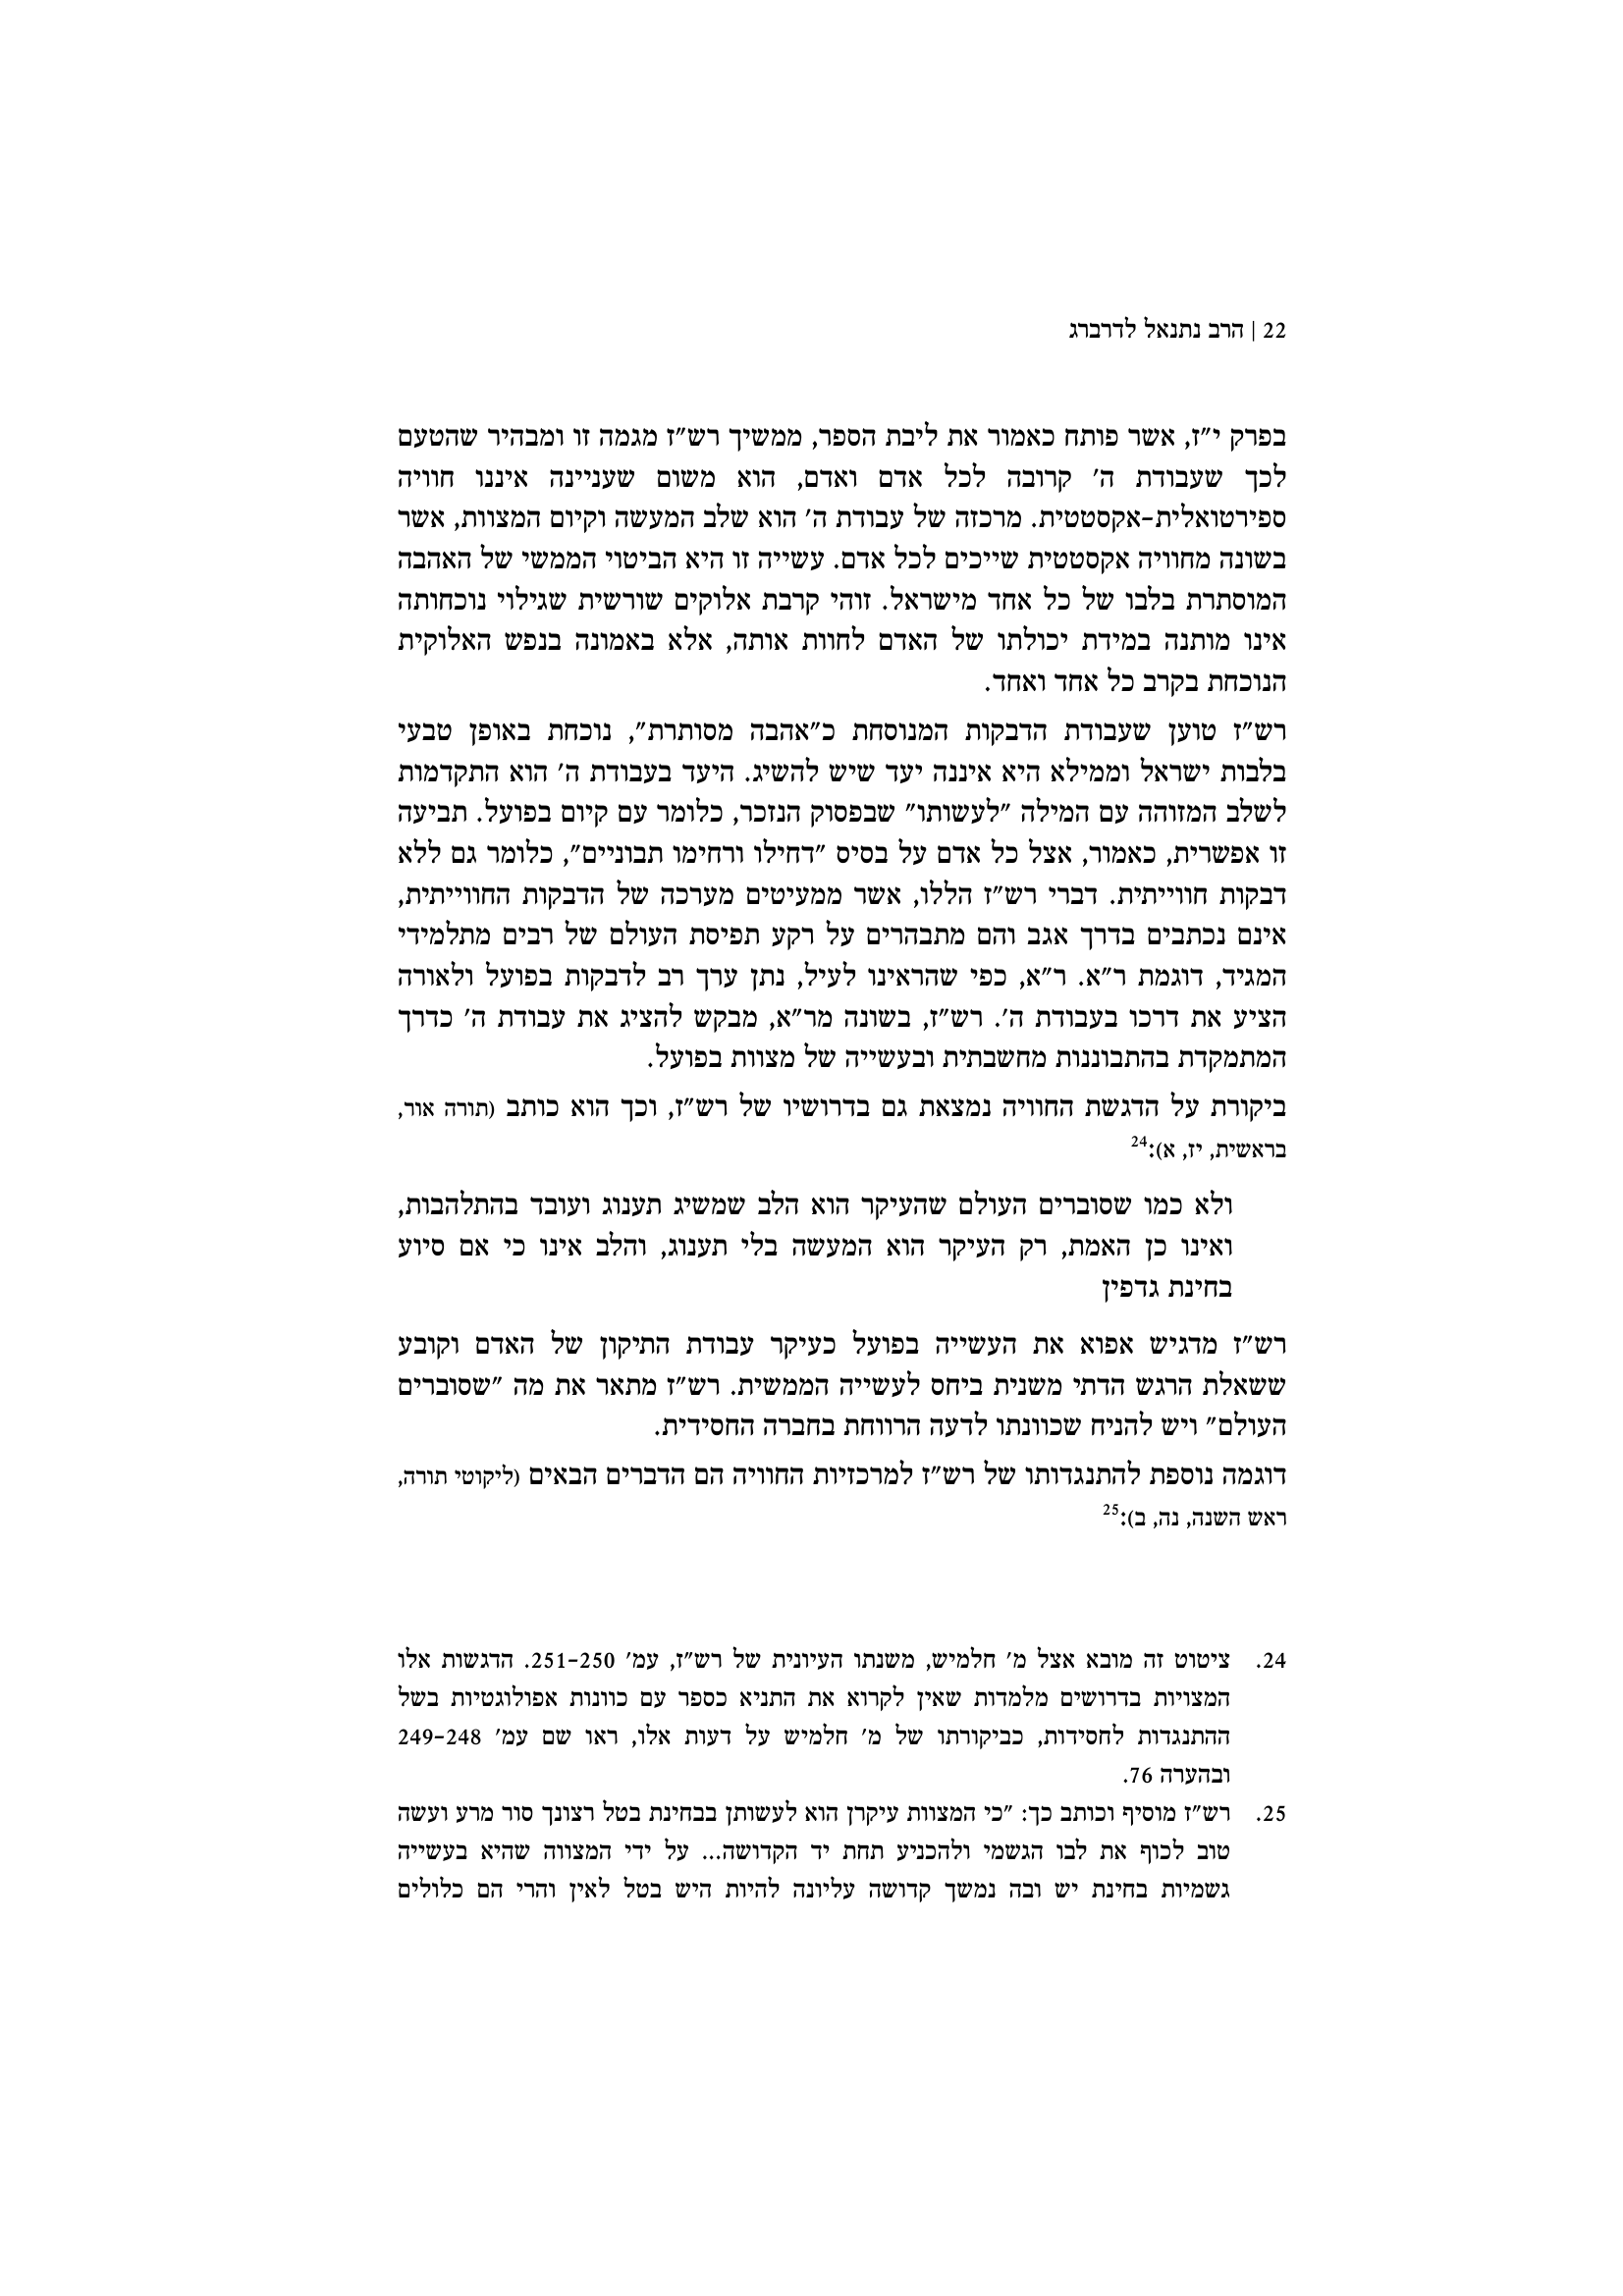 22 | הרב נתנאל לדרברג
בפרק י״ז, אשר פותח כאמור את ליבת הספר, ממשיך רש״ז מגמה זו ומבהיר שהטעם
לכך שעבודת ה׳ קרובה לכל אדם ואדם, הוא משום שעניינה איננו חוויה
ספירטואלית-אקסטטית. מרכזה של עבודת ה׳ הוא שלב המעשה וקיום המצוות, אשר
בשונה מחוויה אקסטטית שייכים לכל אדם. עשייה זו היא הביטוי הממשי של האהבה
המוסתרת בלבו של כל אחד מישראל. זוהי קרבת אלוקים שורשית שגילוי נוכחותה
אינו מותנה במידת יכולתו של האדם לחוות אותה, אלא באמונה בנפש האלוקית
הנוכחת בקרב כל אחד ואחד.
רש״ז טוען שעבודת הדבקות המנוסחת כ״אהבה מסותרת״, נוכחת באופן טבעי
בלבות ישראל וממילא היא איננה יעד שיש להשיג. היעד בעבודת ה׳ הוא התקדמות
לשלב המזוהה עם המילה ״לעשותו״ שבפסוק הנזכר, כלומר עם קיום בפועל. תביעה
זו אפשרית, כאמור, אצל כל אדם על בסיס ״דחילו ורחימו תבוניים״, כלומר גם ללא
דבקות חווייתית. דברי רש״ז הללו, אשר ממעיטים מערכה של הדבקות החווייתית,
אינם נכתבים בדרך אגב והם מתבהרים על רקע תפיסת העולם של רבים מתלמידי
המגיד, דוגמת ר״א. ר״א, כפי שהראינו לעיל, נתן ערך רב לדבקות בפועל ולאורה
הציע את דרכו בעבודת ה׳. רש״ז, בשונה מר״א, מבקש להציג את עבודת ה׳ כדרך
המתמקדת בהתבוננות מחשבתית ובעשייה של מצוות בפועל.
ביקורת על הדגשת החוויה נמצאת גם בדרושיו של רש״ז, וכך הוא כותב (תורה אור,
בראשית, יז, א):24
ולא כמו שסוברים העולם שהעיקר הוא הלב שמשיג תענוג ועובד בהתלהבות,
ואינו כן האמת, רק העיקר הוא המעשה בלי תענוג, והלב אינו כי אם סיוע
בחינת גדפין
רש״ז מדגיש אפוא את העשייה בפועל כעיקר עבודת התיקון של האדם וקובע
ששאלת הרגש הדתי משנית ביחס לעשייה הממשית. רש״ז מתאר את מה ״שסוברים
העולם״ ויש להניח שכוונתו לדעה הרווחת בחברה החסידית.
דוגמה נוספת להתנגדותו של רש״ז למרכזיות החוויה הם הדברים הבאים (ליקוטי תורה,
ראש השנה, נה, ב):25
24. ציטוט זה מובא אצל מ׳ חלמיש, משנתו העיונית של רש״ז, עמ׳ 251-250. הדגשות אלו
המצויות בדרושים מלמדות שאין לקרוא את התניא כספר עם כוונות אפולוגטיות בשל
ההתנגדות לחסידות, כביקורתו של מ׳ חלמיש על דעות אלו, ראו שם עמ׳ 249-248
ובהערה 76.
25. רש״ז מוסיף וכותב כך: ״כי המצוות עיקרן הוא לעשותן בבחינת בטל רצונך סור מרע ועשה
טוב לכוף את לבו הגשמי ולהכניע תחת יד הקדושה... על ידי המצווה שהיא בעשייה
גשמיות בחינת יש ובה נמשך קדושה עליונה להיות היש בטל לאין והרי הם כלולים